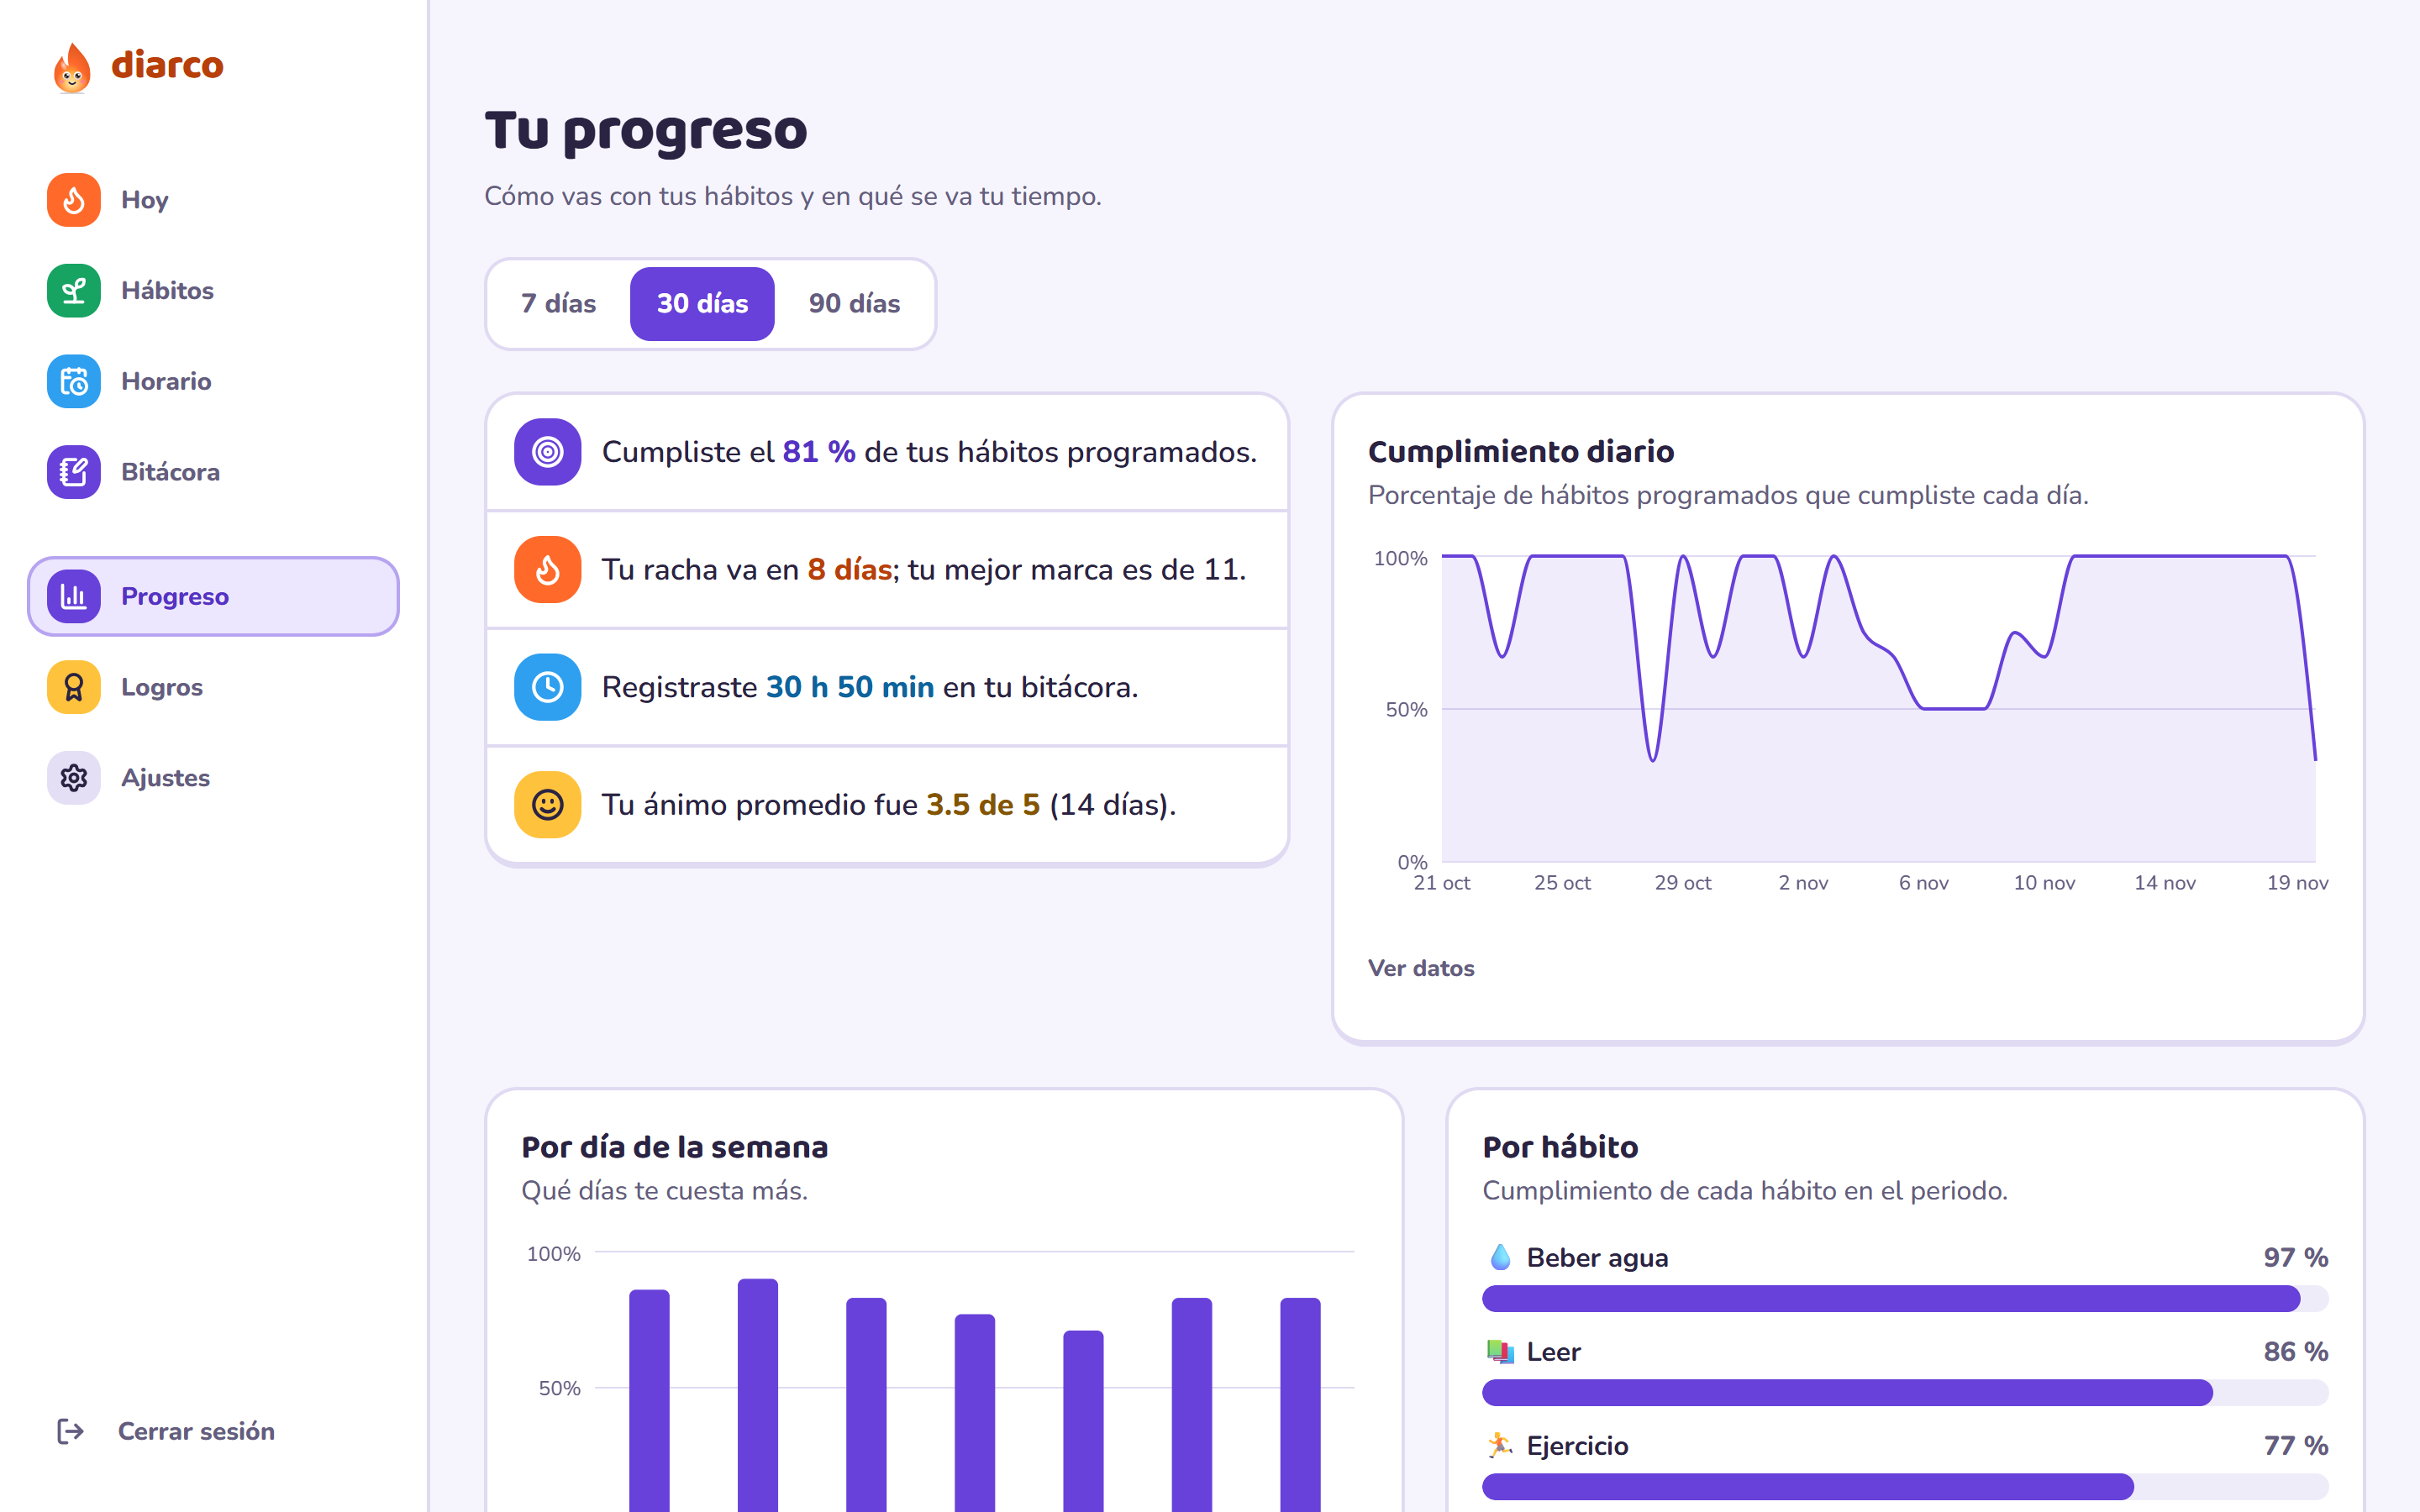 diarco
Hoy
Hábitos
Horario
Bitácora
Progreso
Logros
Ajustes
Cerrar sesión
Tu progreso
Cómo vas con tus hábitos y en qué se va tu tiempo.
7 días
30 días
90 días
Cumpliste el 81 % de tus hábitos programados.
Tu racha va en 8 días; tu mejor marca es de 11.
Registraste 30 h 50 min en tu bitácora.
Tu ánimo promedio fue 3.5 de 5 (14 días).
Cumplimiento diario
Porcentaje de hábitos programados que cumpliste cada día.
100%
50%
0%
21 oct 25 oct 29 oct 2 nov 6 nov 10 nov 14 nov 19 nov
Ver datos
Por día de la semana
Qué días te cuesta más.
100%
50%
Por hábito
Cumplimiento de cada hábito en el periodo.
Beber agua 97 %
Leer 86 %
Ejercicio 77 %